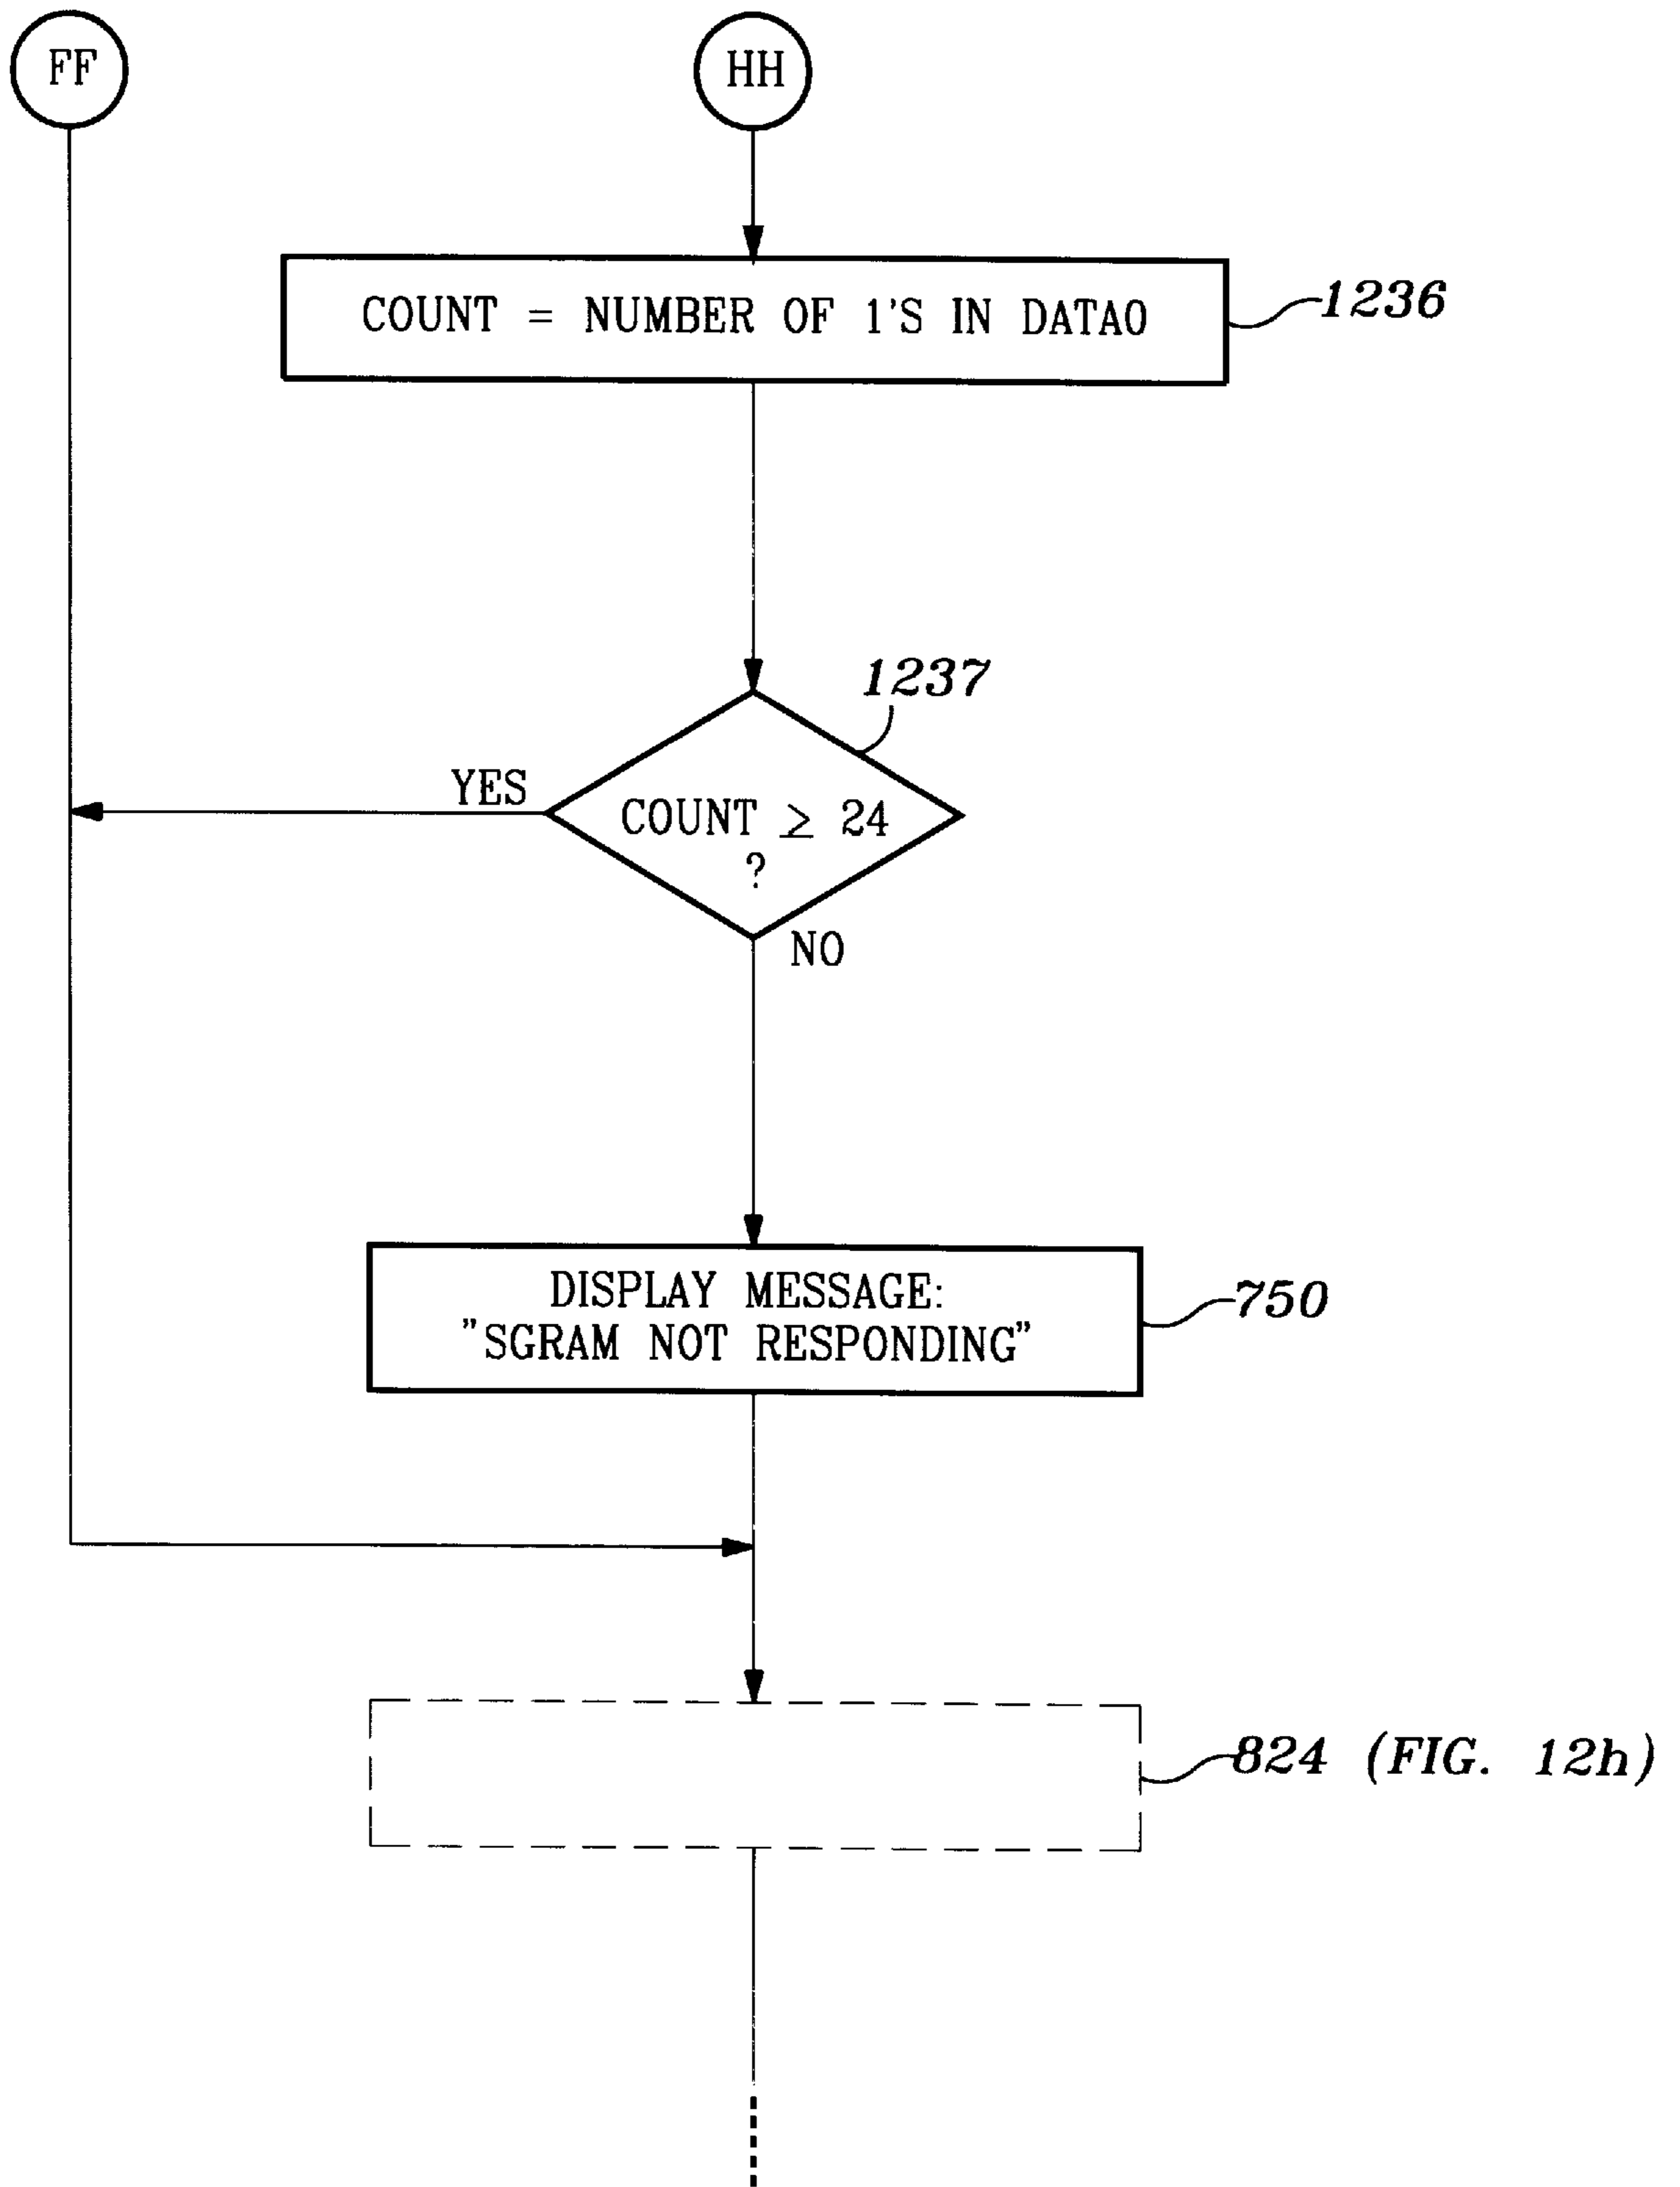 FF
HH
COUNT = NUMBER OF 1'S IN DATA0
1236
1237
YES
COUNT ≥ 24
?
NO
DISPLAY MESSAGE:
"SGRAM NOT RESPONDING"
750
824 (FIG. 12h)